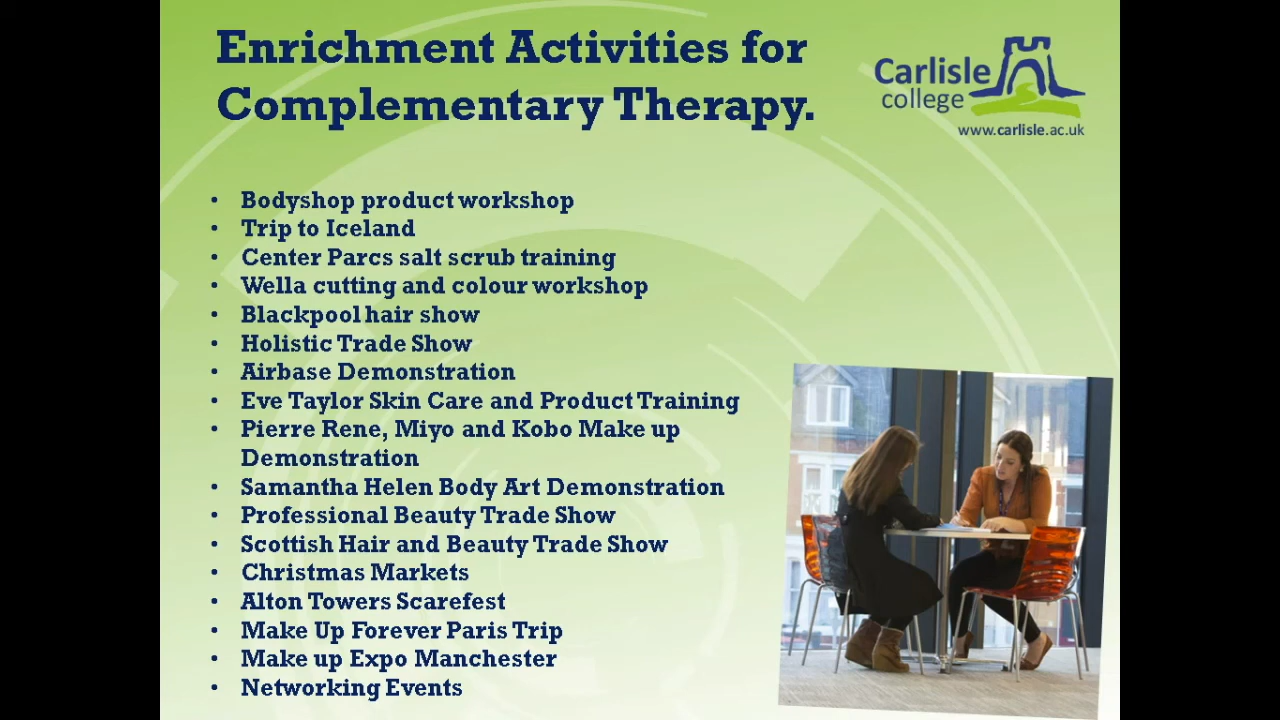 Enrichment Activities for
Complementary Therapy.
Carlisle
college
www.carlisle.ac.uk
• Bodyshop product workshop
• Trip to Iceland
• Center Parcs salt scrub training
• Wella cutting and colour workshop
• Blackpool hair show
• Holistic Trade Show
• Airbase Demonstration
• Eve Taylor Skin Care and Product Training
• Pierre Rene, Miyo and Kobo Make up
Demonstration
• Samantha Helen Body Art Demonstration
• Professional Beauty Trade Show
• Scottish Hair and Beauty Trade Show
• Christmas Markets
• Alton Towers Scarefest
• Make Up Forever Paris Trip
• Make up Expo Manchester
• Networking Events